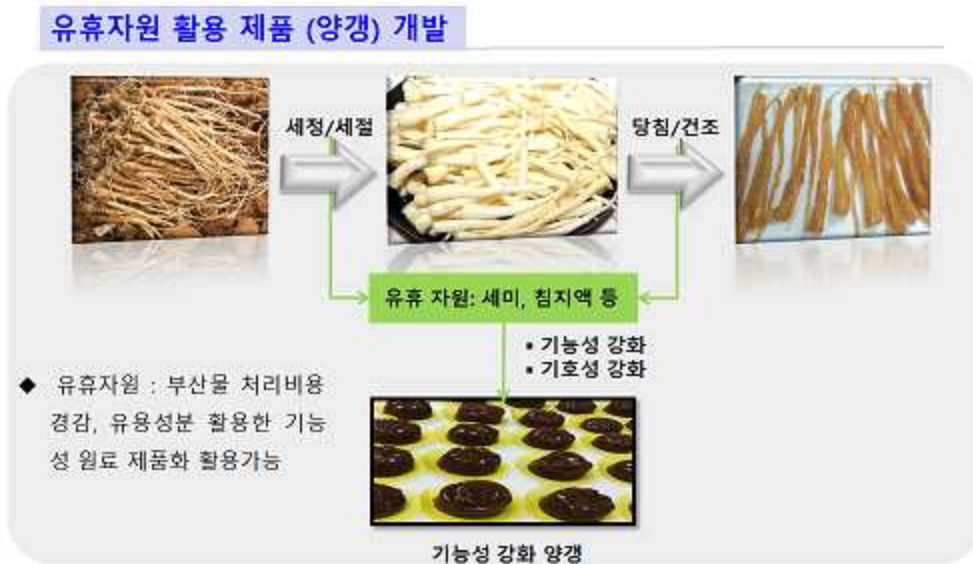 유휴자원 활용 제품 (양갱) 개발
세정/세절
당침/건조
유휴 자원: 세미, 침지액 등
▪ 기능성 강화
▪ 기호성 강화
◆ 유휴자원 : 부산물 처리비용
경감, 유용성분 활용한 기능
성 원료 제품화 활용가능
기능성 강화 양갱